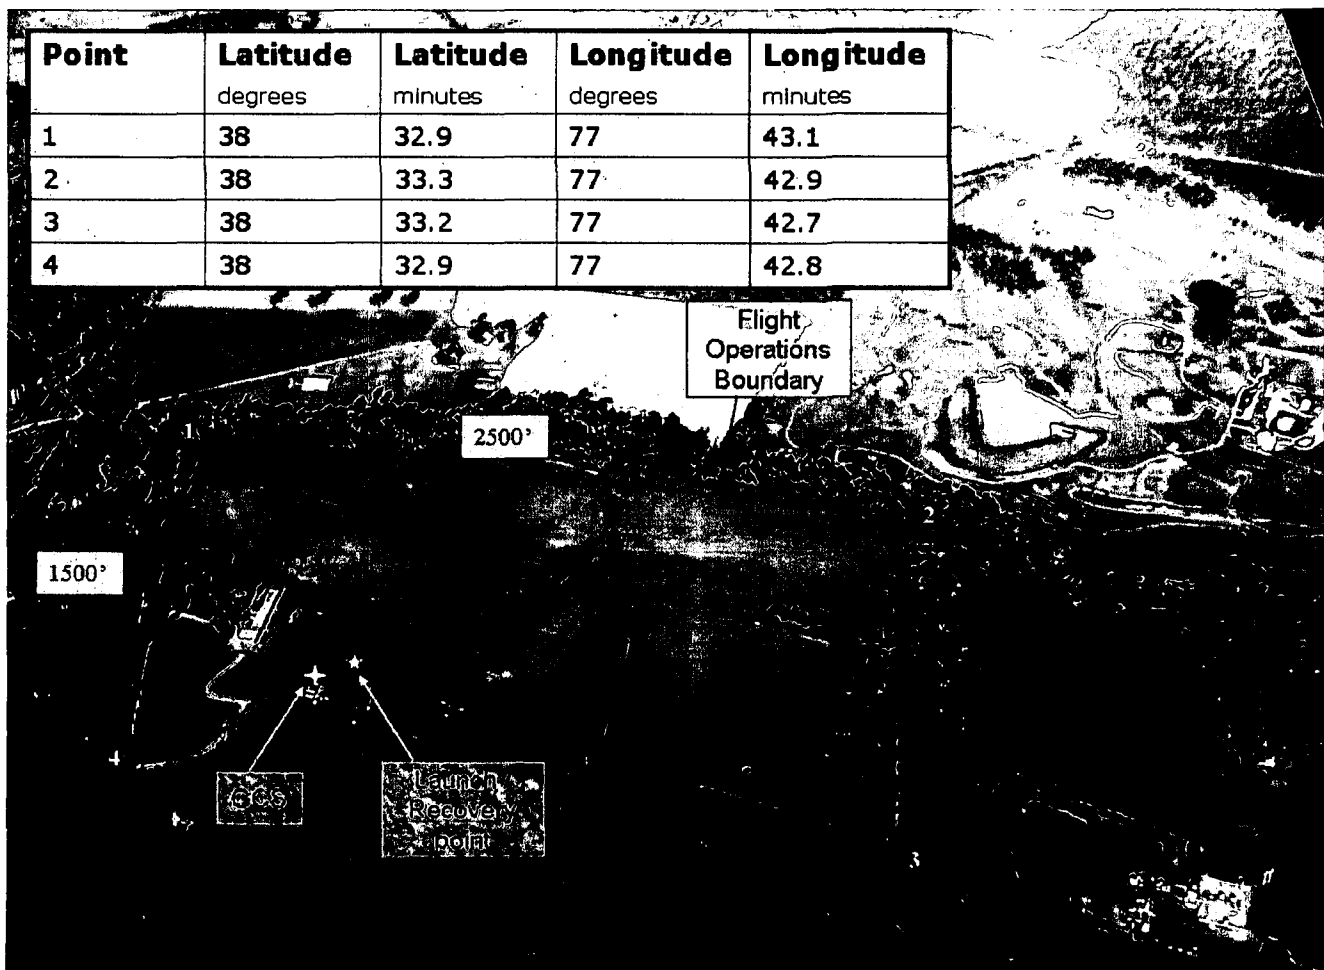 Point Latitude Latitude Longitude Longitude
degrees minutes degrees minutes
1 38 32.9 77 43.1
2 38 33.3 77 42.9
3 38 33.2 77 42.7
4 38 32.9 77 42.8
Flight
Operations
Boundary
1
2500'
2
1500'
4
GCS
Launch
Recovery
point
3